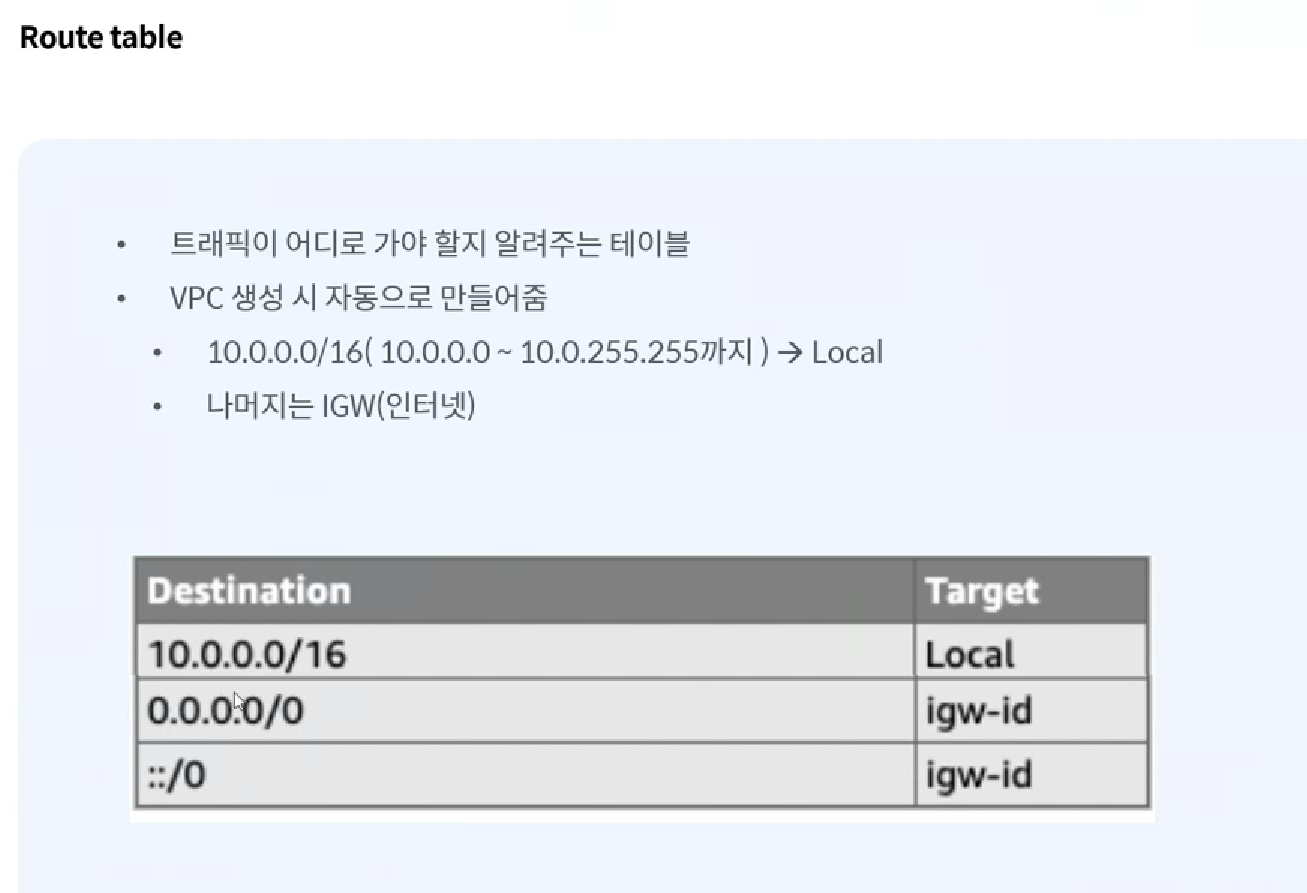 Route table
• 트래픽이 어디로 가야 할지 알려주는 테이블
• VPC 생성 시 자동으로 만들어줌
• 10.0.0.0/16( 10.0.0.0 ~ 10.0.255.255까지 ) → Local
• 나머지는 IGW(인터넷)
Destination Target
10.0.0.0/16 Local
0.0.0.0/0 igw-id
::/0 igw-id